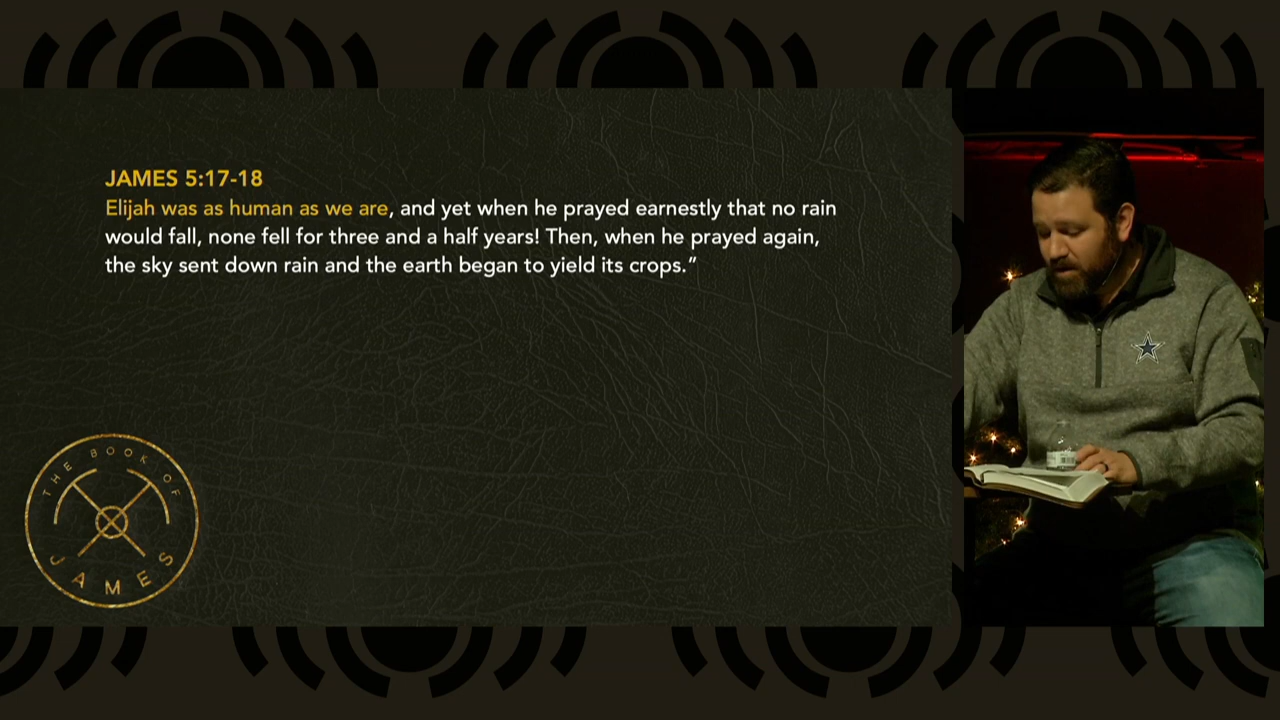 JAMES 5:17-18
Elijah was as human as we are, and yet when he prayed earnestly that no rain
would fall, none fell for three and a half years! Then, when he prayed again,
the sky sent down rain and the earth began to yield its crops.”
THE BOOK OF
JAMES